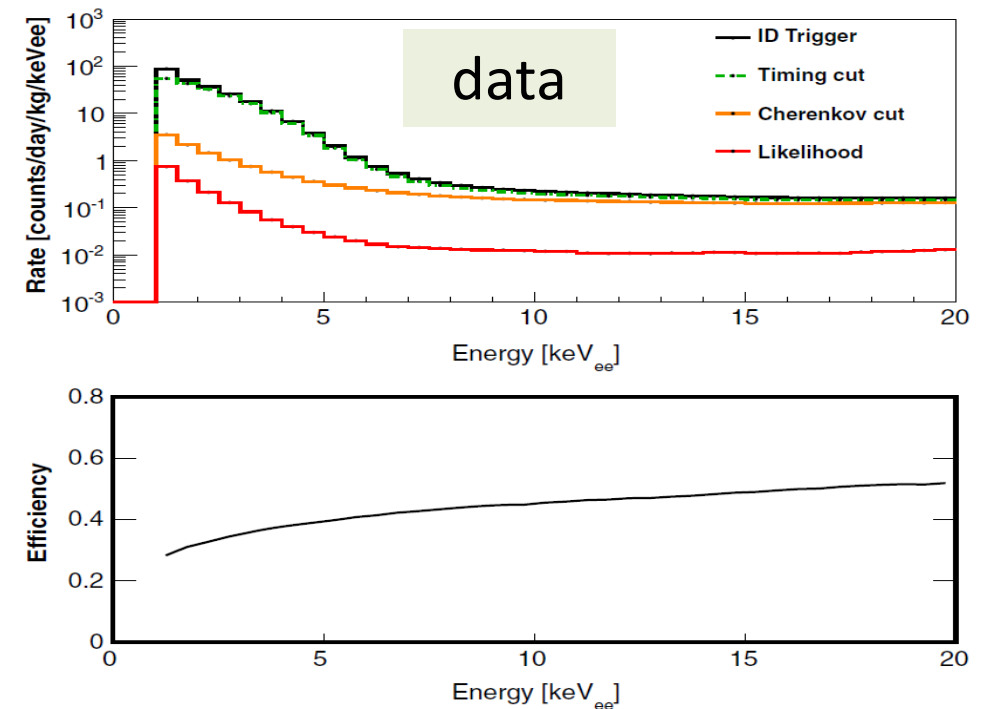 data
ID Trigger
Timing cut
Cherenkov cut
Likelihood
Rate [counts/day/kg/keVee]
10³
10²
10
1
10⁻¹
10⁻²
10⁻³
0 5 10 15 20
Energy [keVₑₑ]
Efficiency
0.8
0.6
0.4
0.2
0
0 5 10 15 20
Energy [keVₑₑ]